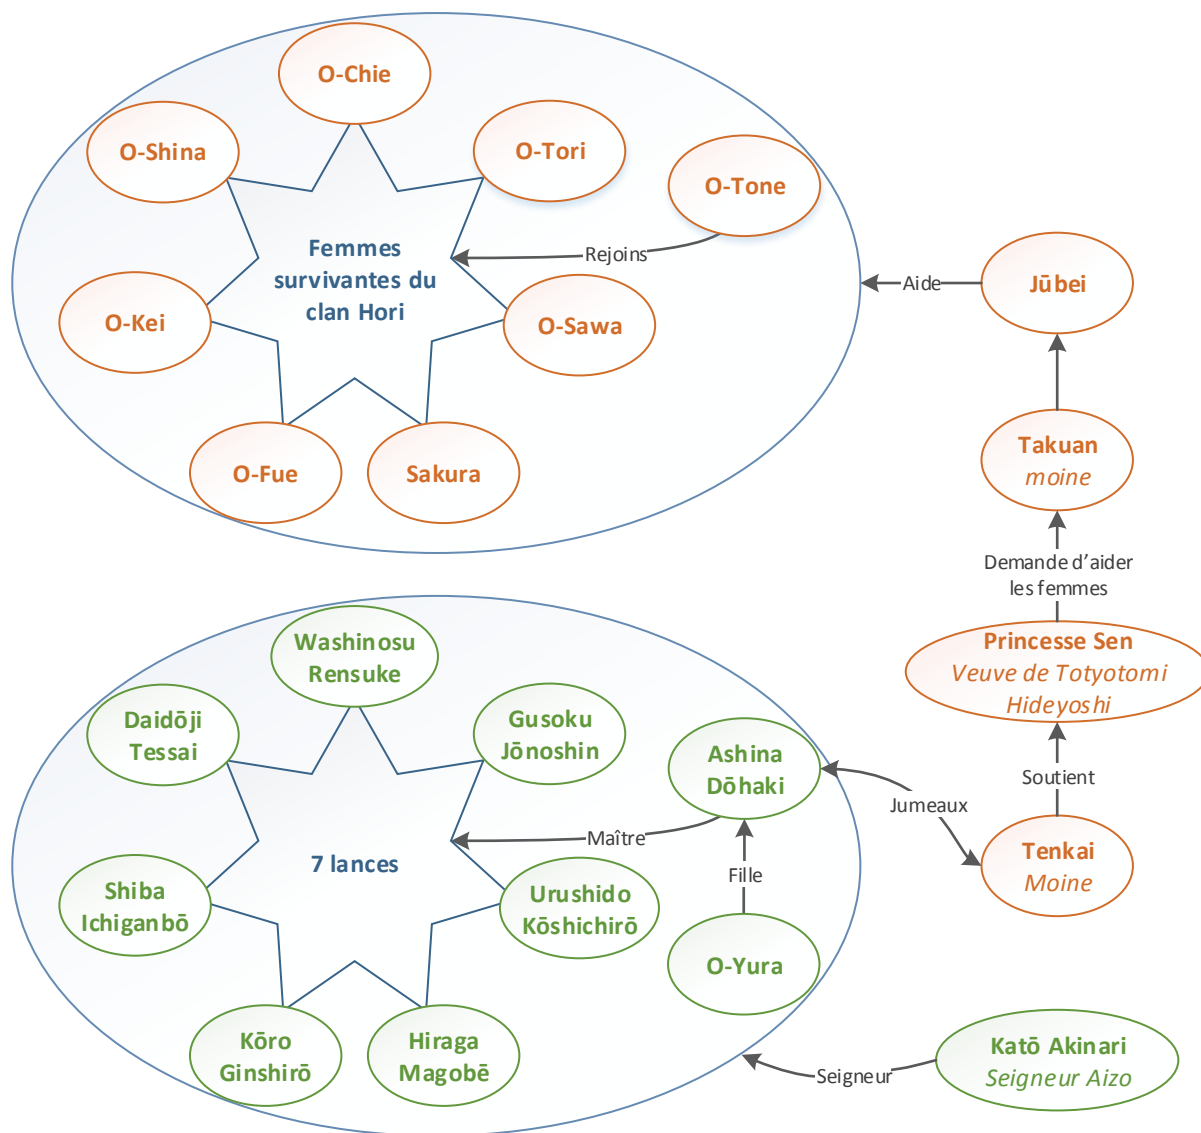 O-Chie
O-Shina
O-Tori
O-Tone
Femmes
survivantes du
clan Hori
Rejoins
O-Kei
O-Sawa
O-Fue
Sakura
Aide
Jūbei
Takuan
moine
Demande d’aider
les femmes
Princesse Sen
Veuve de Totyotomi
Hideyoshi
Soutient
Tenkai
Moine
Jumeaux
Washinosu
Rensuke
Daidōji
Tessai
Gusoku
Jōnoshin
Ashina
Dōhaki
7 lances
Maître
Fille
Shiba
Ichiganbō
Urushido
Kōshichirō
O-Yura
Kōro
Ginshirō
Hiraga
Magobē
Seigneur
Katō Akinari
Seigneur Aizo